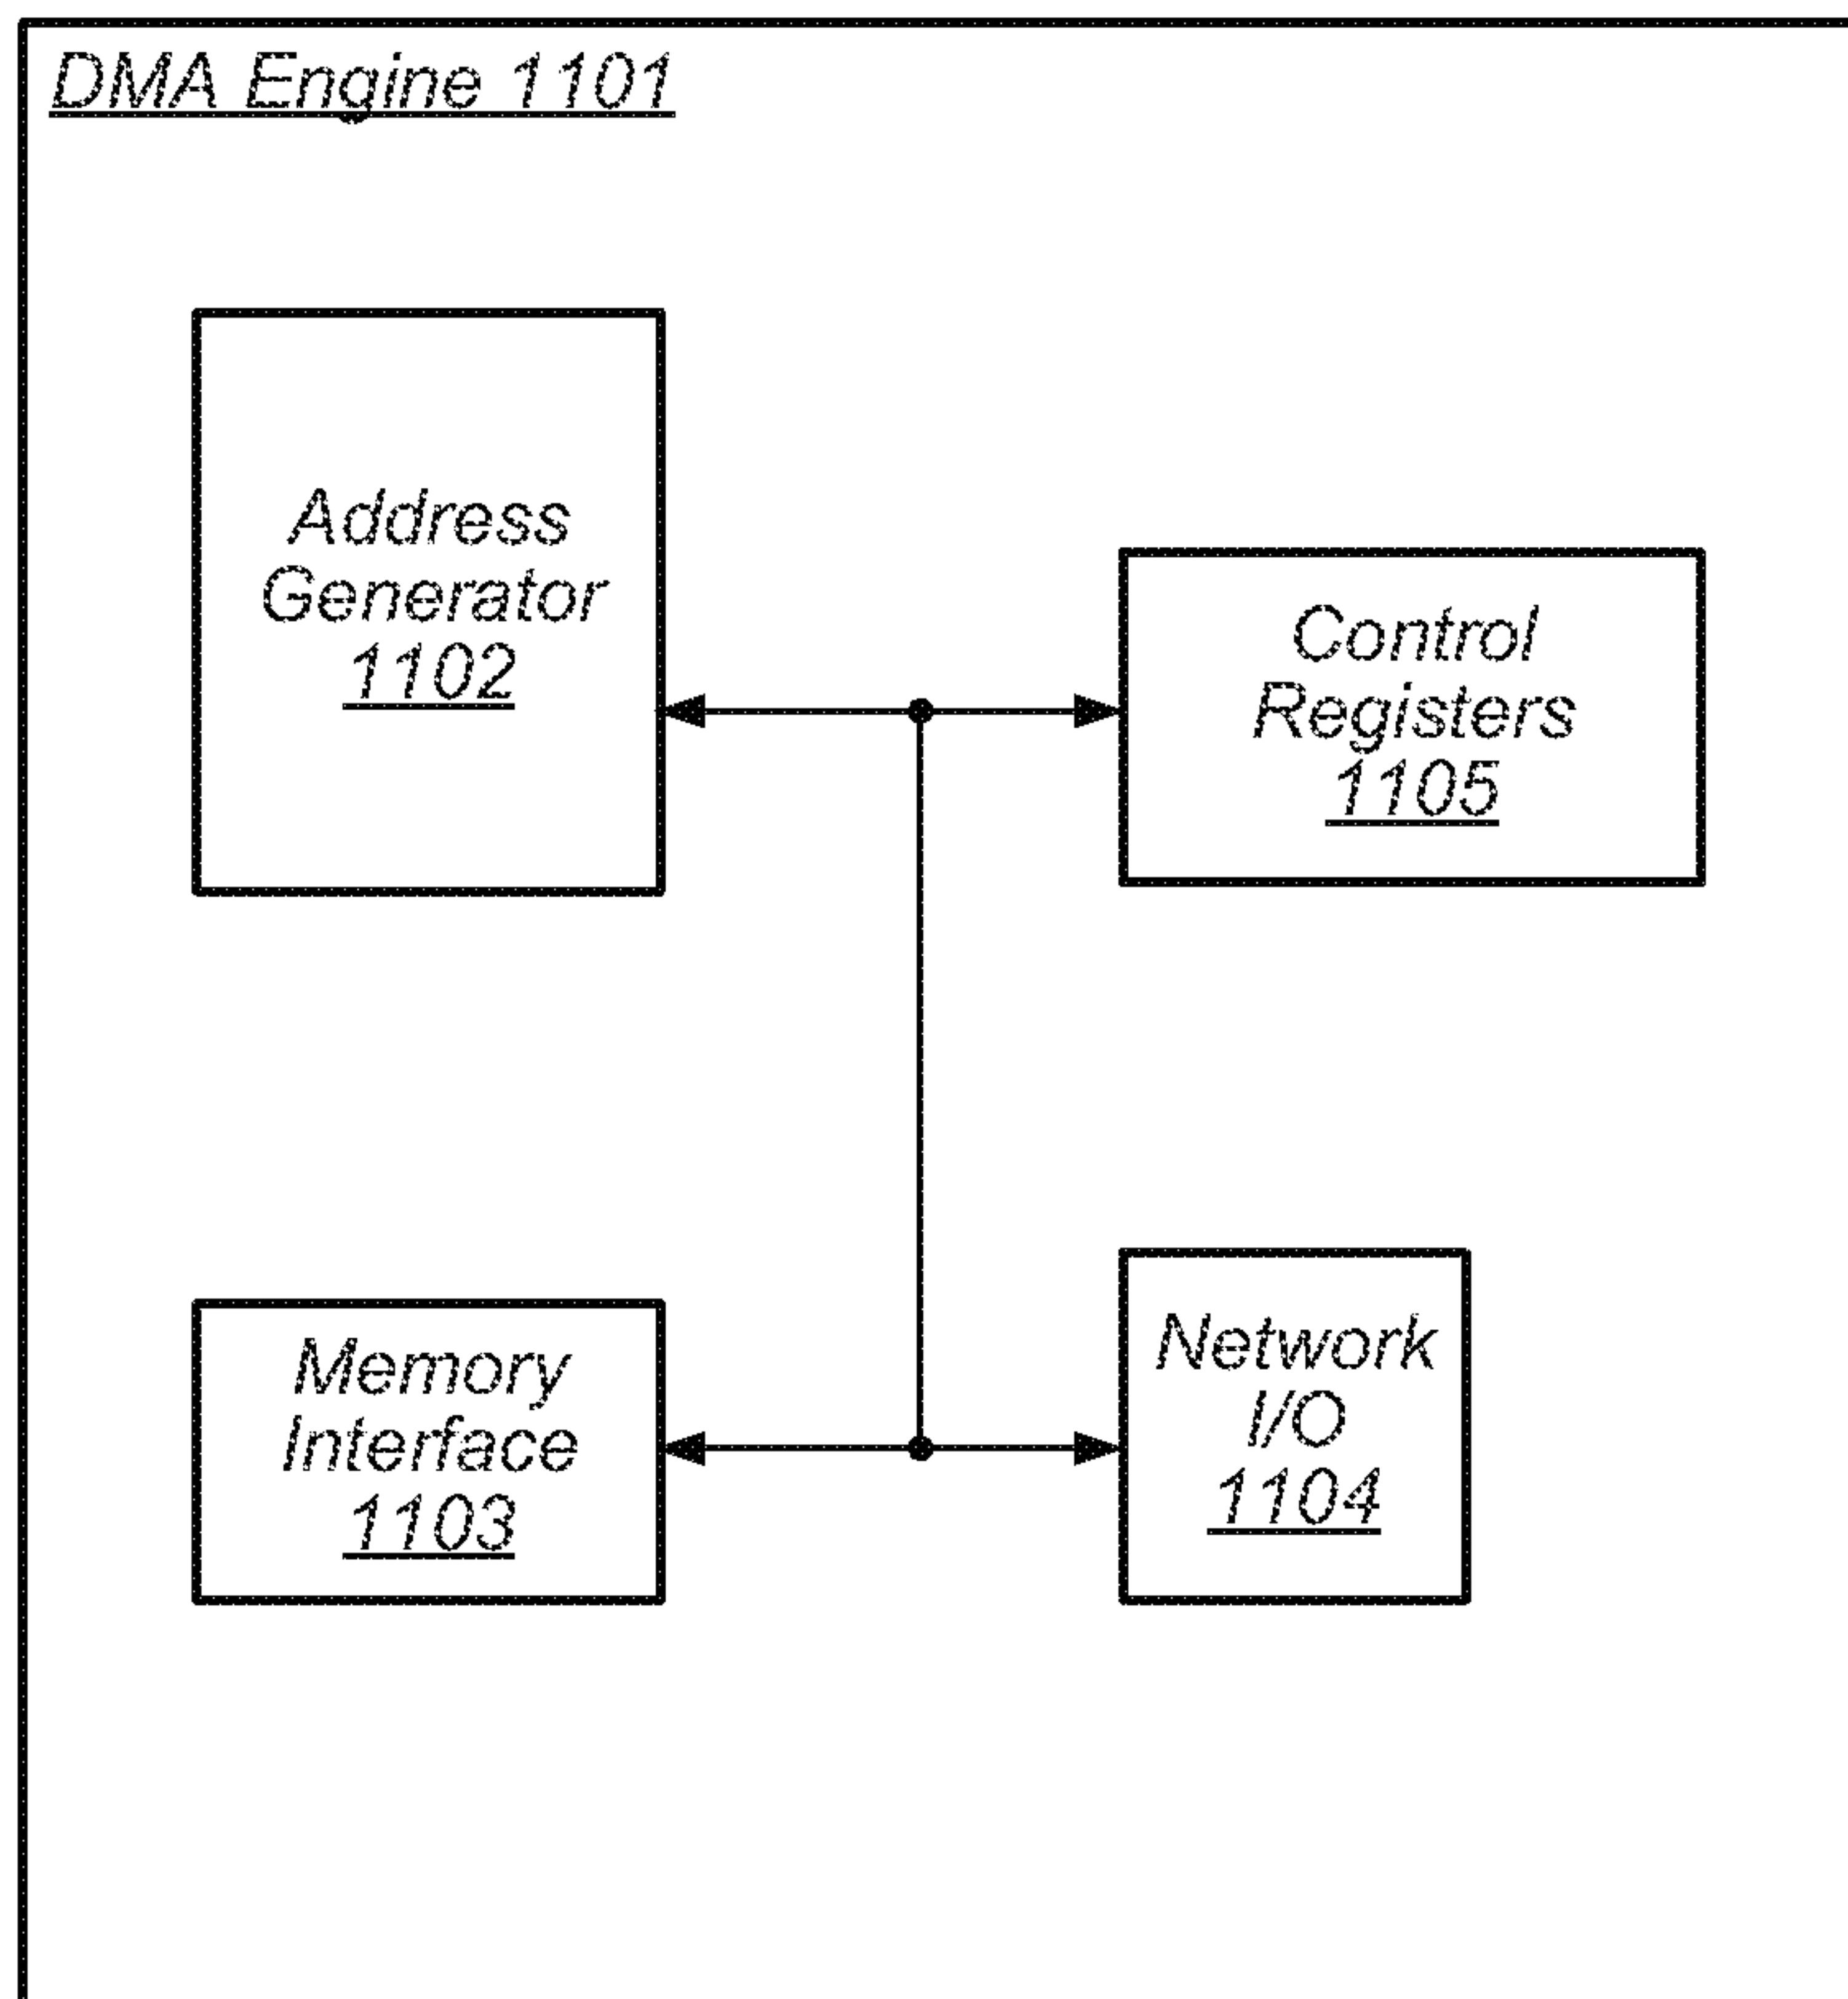 DMA Engine 1101
Address
Generator
1102
Control
Registers
1105
Memory
Interface
1103
Network
I/O
1104